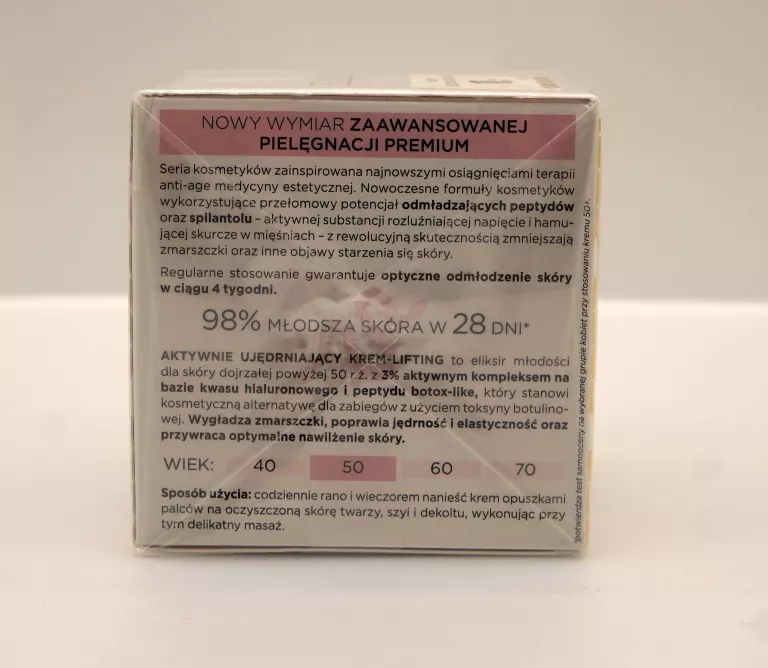 NOWY WYMIAR ZAAWANSOWANEJ
PIELĘGNACJI PREMIUM
Seria kosmetyków zainspirowana najnowszymi osiągnięciami terapii
anti-age medycyny estetycznej. Nowoczesne formuły kosmetyków
wykorzystujące przełomowy potencjał odmładzających peptydów
oraz spilantolu – aktywnej substancji rozluźniającej napięcie i hamu-
jącej skurcze w mięśniach – z rewolucyjną skutecznością zmniejszają
zmarszczki oraz inne objawy starzenia się skóry.
Regularne stosowanie gwarantuje optyczne odmłodzenie skóry
w ciągu 4 tygodni.
98% MŁODSZA SKÓRA W 28 DNI*
AKTYWNIE UJĘDRNIAJĄCY KREM-LIFTING to eliksir młodości
dla skóry dojrzałej powyżej 50 r.ż. z 3% aktywnym kompleksem na
bazie kwasu hialuronowego i peptydu botox-like, który stanowi
kosmetyczną alternatywę dla zabiegów z użyciem toksyny botulino-
wej. Wygładza zmarszczki, poprawia jędrność i elastyczność oraz
przywraca optymalne nawilżenie skóry.
WIEK: 40 50 60 70
Sposób użycia: codziennie rano i wieczorem nanieść krem opuszkami
palców na oczyszczoną skórę twarzy, szyi i dekoltu, wykonując przy
tym delikatny masaż.
*potwierdza test samooceny na wybranej grupie kobiet przy stosowaniu kremu 50+.